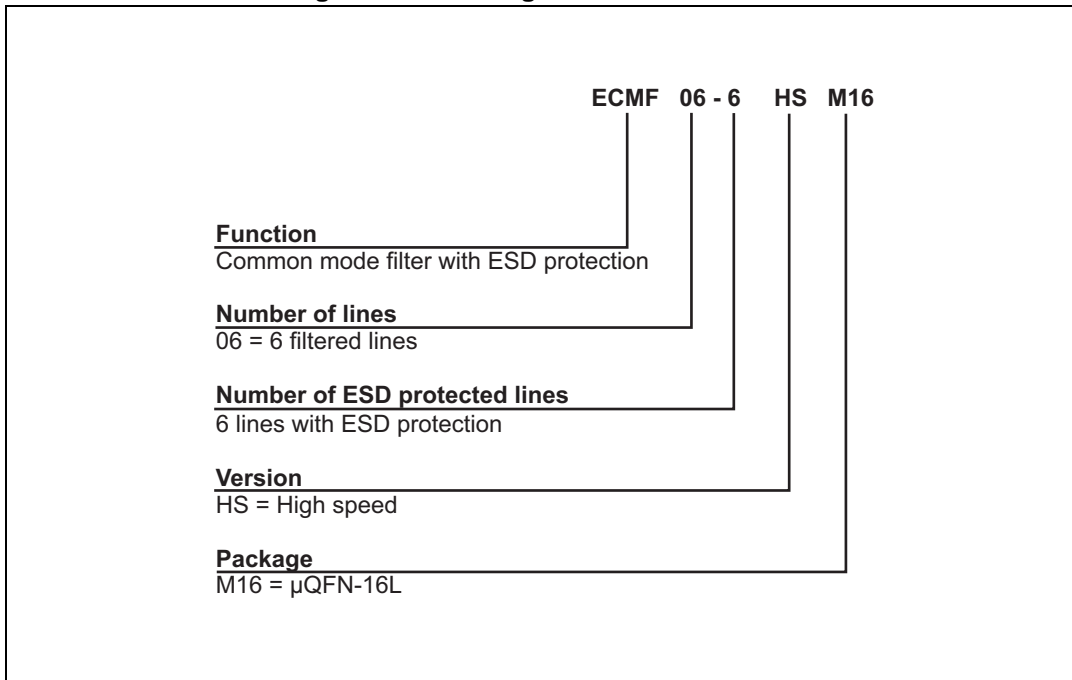 ECMF 06 - 6 HS M16
Function
Common mode filter with ESD protection
Number of lines
06 = 6 filtered lines
Number of ESD protected lines
6 lines with ESD protection
Version
HS = High speed
Package
M16 = µQFN-16L